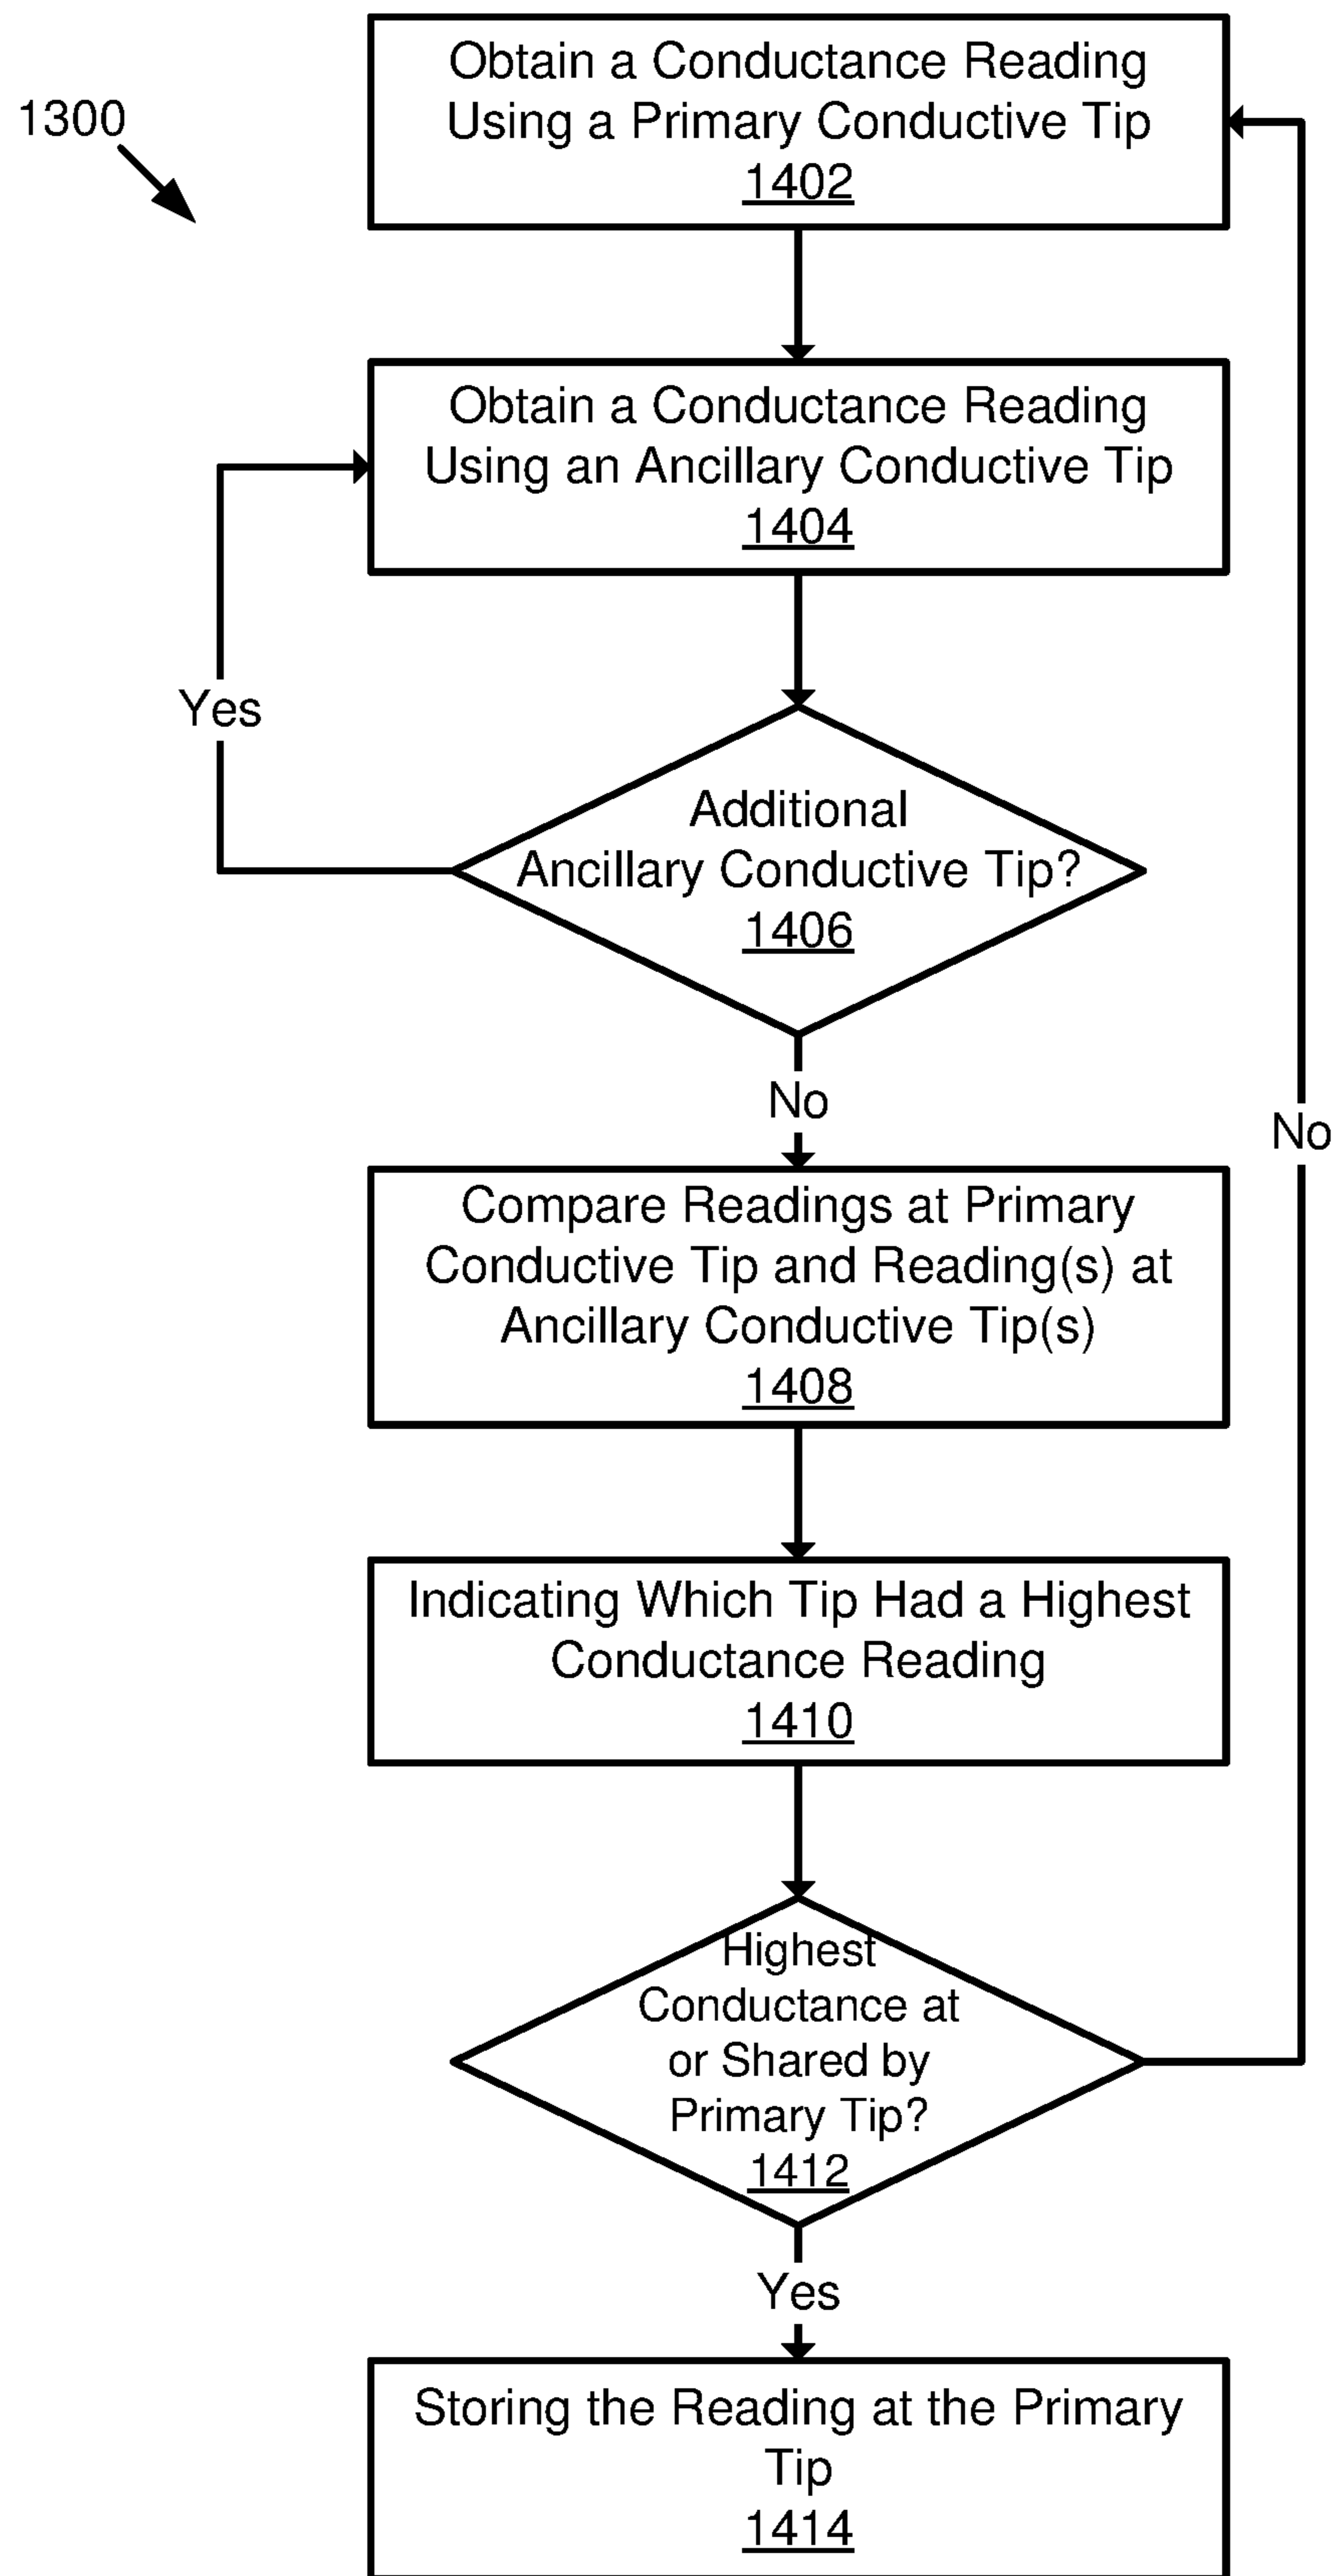 1300
Obtain a Conductance Reading
Using a Primary Conductive Tip
1402
Obtain a Conductance Reading
Using an Ancillary Conductive Tip
1404
Yes
Additional
Ancillary Conductive Tip?
1406
No
No
Compare Readings at Primary
Conductive Tip and Reading(s) at
Ancillary Conductive Tip(s)
1408
Indicating Which Tip Had a Highest
Conductance Reading
1410
Highest
Conductance at
or Shared by
Primary Tip?
1412
Yes
Storing the Reading at the Primary
Tip
1414